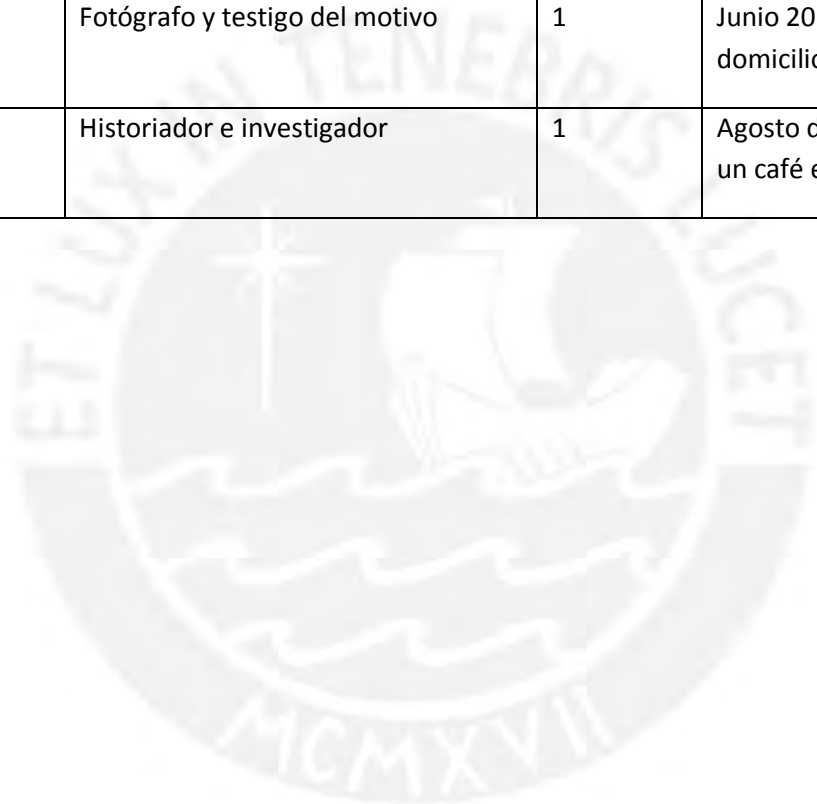 Fotógrafo y testigo del motivo 1 Junio 20
domicilio
Historiador e investigador 1 Agosto d
un café e
ET LUX IN TENEBRIS LUCET
MCMXVII